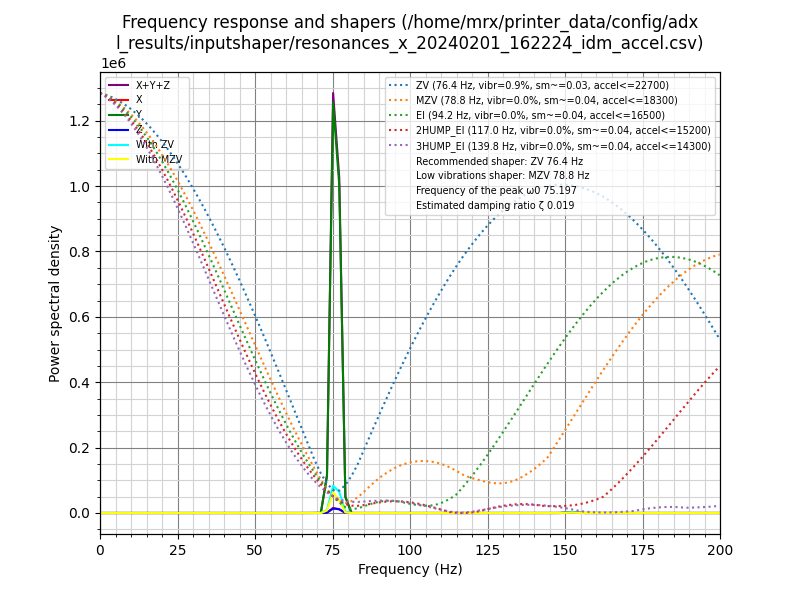 Frequency response and shapers (/home/mrx/printer_data/config/adx
l_results/inputshaper/resonances_x_20240201_162224_idm_accel.csv)
1e6
X+Y+Z
X
Y
Z
With ZV
With MZV
ZV (76.4 Hz, vibr=0.9%, sm~=0.03, accel<=22700)
MZV (78.8 Hz, vibr=0.0%, sm~=0.04, accel<=18300)
EI (94.2 Hz, vibr=0.0%, sm~=0.04, accel<=16500)
2HUMP_EI (117.0 Hz, vibr=0.0%, sm~=0.04, accel<=15200)
3HUMP_EI (139.8 Hz, vibr=0.0%, sm~=0.04, accel<=14300)
Recommended shaper: ZV 76.4 Hz
Low vibrations shaper: MZV 78.8 Hz
Frequency of the peak ω0 75.197
Estimated damping ratio ζ 0.019
Power spectral density
1.2
1.0
0.8
0.6
0.4
0.2
0.0
0 25 50 75 100 125 150 175 200
Frequency (Hz)